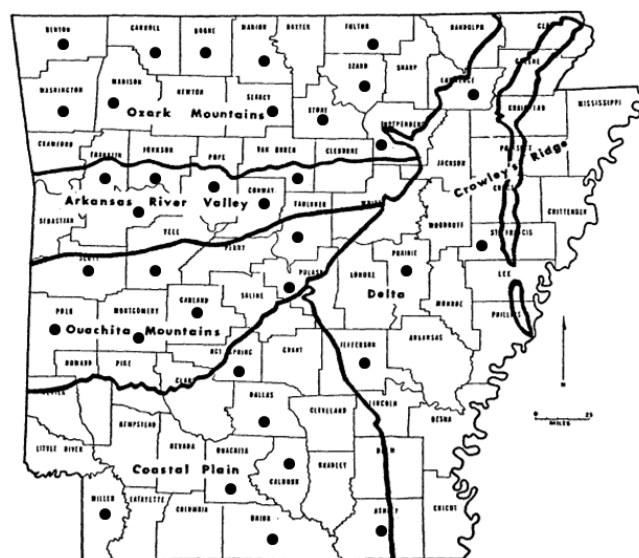 BENTON
CARROLL
BOONE
MARION
BAXTER
FULTON
RANDOLPH
IZARD
SHARP
LAWRENCE
GREENE
WASHINGTON
MADISON
NEWTON
SEARCY
STONE
INDEPENDENCE
CRAIGHEAD
MISSISSIPPI
Ozark Mountains
CRAWFORD
FRANKLIN
JOHNSON
POPE
VAN BUREN
CLEBURNE
JACKSON
Crowley's Ridge
Arkansas River Valley
CONWAY
FAULKNER
WOODRUFF
CROSS
CRITTENDEN
SEBASTIAN
YELL
PERRY
ST. FRANCIS
SCOTT
PULASKI
LONOKE
PRAIRIE
LEE
GARLAND
SALINE
Delta
MONROE
POLK
MONTGOMERY
Ouachita Mountains
PHILLIPS
HOT SPRING
GRANT
JEFFERSON
ARKANSAS
HOWARD
PIKE
DALLAS
LINCOLN
CLEVELAND
DESHA
HEMPSTEAD
NEVADA
OUACHITA
LITTLE RIVER
Coastal Plain
CALHOUN
BRADLEY
MILLER
LAFAYETTE
COLUMBIA
UNION
ASHLEY
CHICOT
N
0 25
MILES